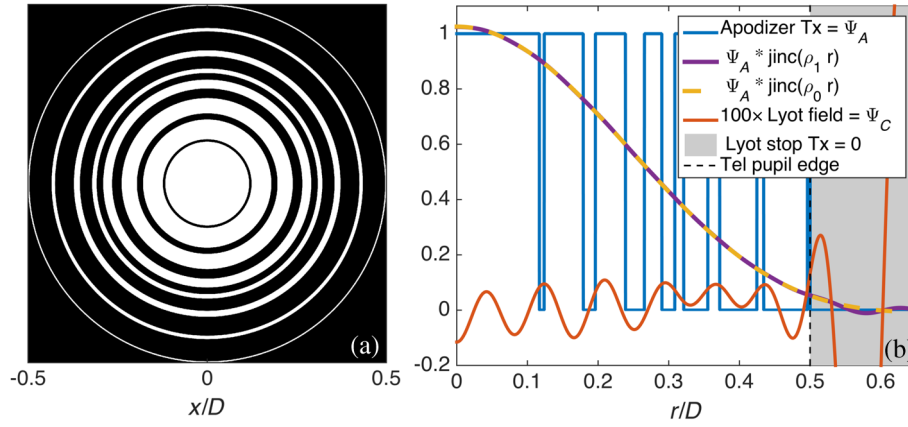 (a)
-0.5
0
0.5
x/D
1
0.8
0.6
0.4
0.2
0
-0.2
Apodizer Tx = Ψ_A
Ψ_A * jinc(ρ_1 r)
Ψ_A * jinc(ρ_0 r)
100× Lyot field = Ψ_C
Lyot stop Tx = 0
Tel pupil edge
(b)
0 0.1 0.2 0.3 0.4 0.5 0.6
r/D